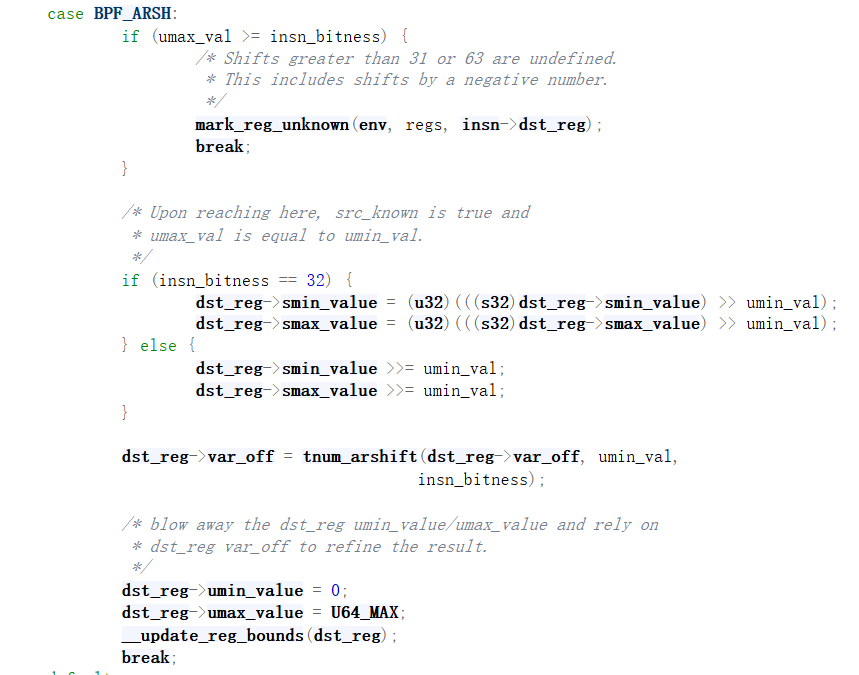 case BPF_ARSH:
if (umax_val >= insn_bitness) {
/* Shifts greater than 31 or 63 are undefined.
* This includes shifts by a negative number.
*/
mark_reg_unknown(env, regs, insn->dst_reg);
break;
}
/* Upon reaching here, src_known is true and
* umax_val is equal to umin_val.
*/
if (insn_bitness == 32) {
dst_reg->smin_value = (u32)(((s32)dst_reg->smin_value) >> umin_val);
dst_reg->smax_value = (u32)(((s32)dst_reg->smax_value) >> umin_val);
} else {
dst_reg->smin_value >>= umin_val;
dst_reg->smax_value >>= umin_val;
}
dst_reg->var_off = tnum_arshift(dst_reg->var_off, umin_val,
insn_bitness);
/* blow away the dst_reg umin_value/umax_value and rely on
* dst_reg var_off to refine the result.
*/
dst_reg->umin_value = 0;
dst_reg->umax_value = U64_MAX;
__update_reg_bounds(dst_reg);
break;